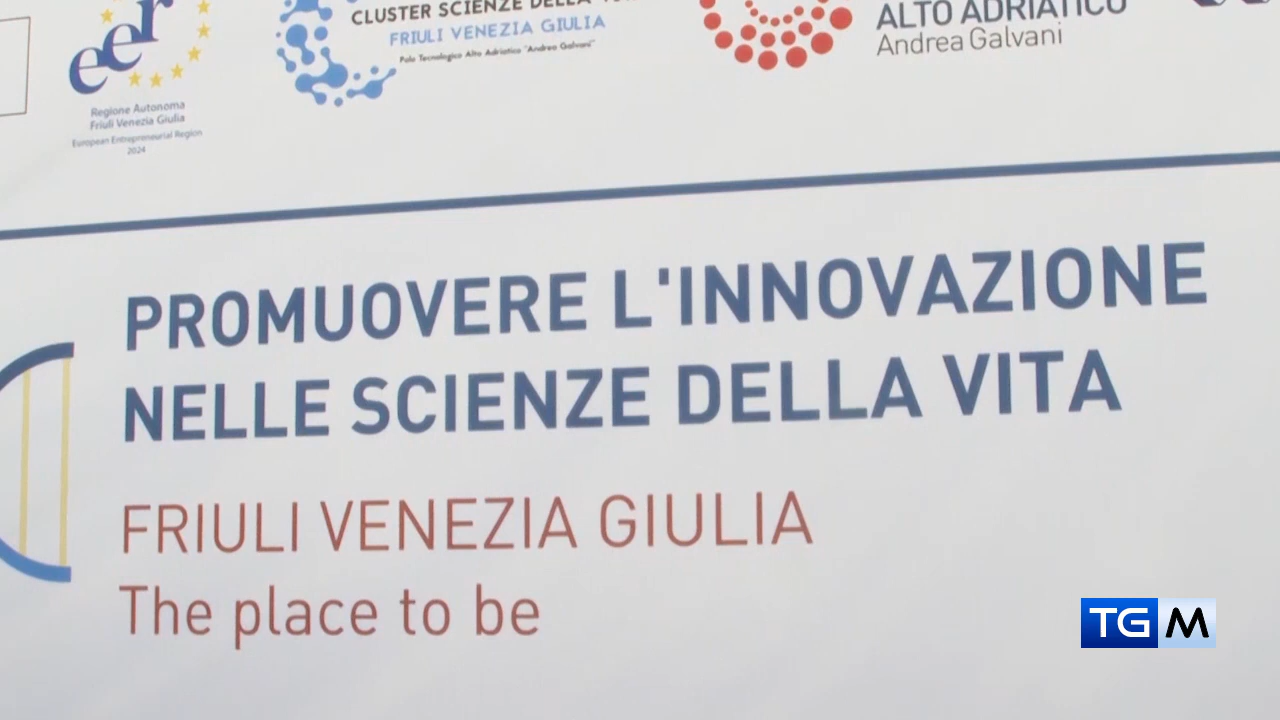 eer
Regione Autonoma
Friuli Venezia Giulia
European Entrepreneurial Region
2024
CLUSTER SCIENZE DELLA
FRIULI VENEZIA GIULIA
Polo Tecnologico Alto Adriatico "Andrea Galvani"
ALTO ADRIATICO
Andrea Galvani
PROMUOVERE L'INNOVAZIONE
NELLE SCIENZE DELLA VITA
FRIULI VENEZIA GIULIA
The place to be
TGM